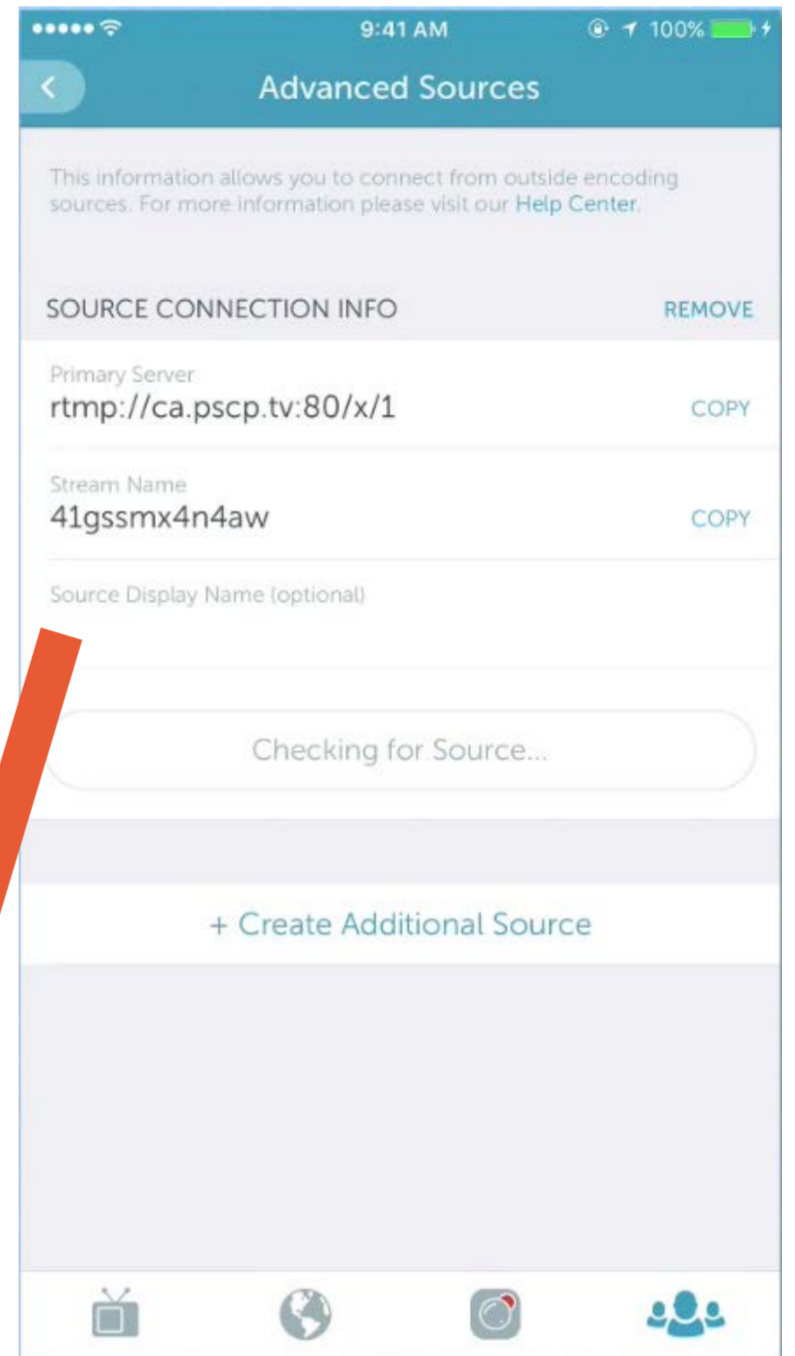 9:41 AM
100%
Advanced Sources
This information allows you to connect from outside encoding
sources. For more information please visit our Help Center.
SOURCE CONNECTION INFO REMOVE
Primary Server
rtmp://ca.pscp.tv:80/x/1 COPY
Stream Name
41gssmx4n4aw COPY
Source Display Name (optional)
Checking for Source...
+ Create Additional Source